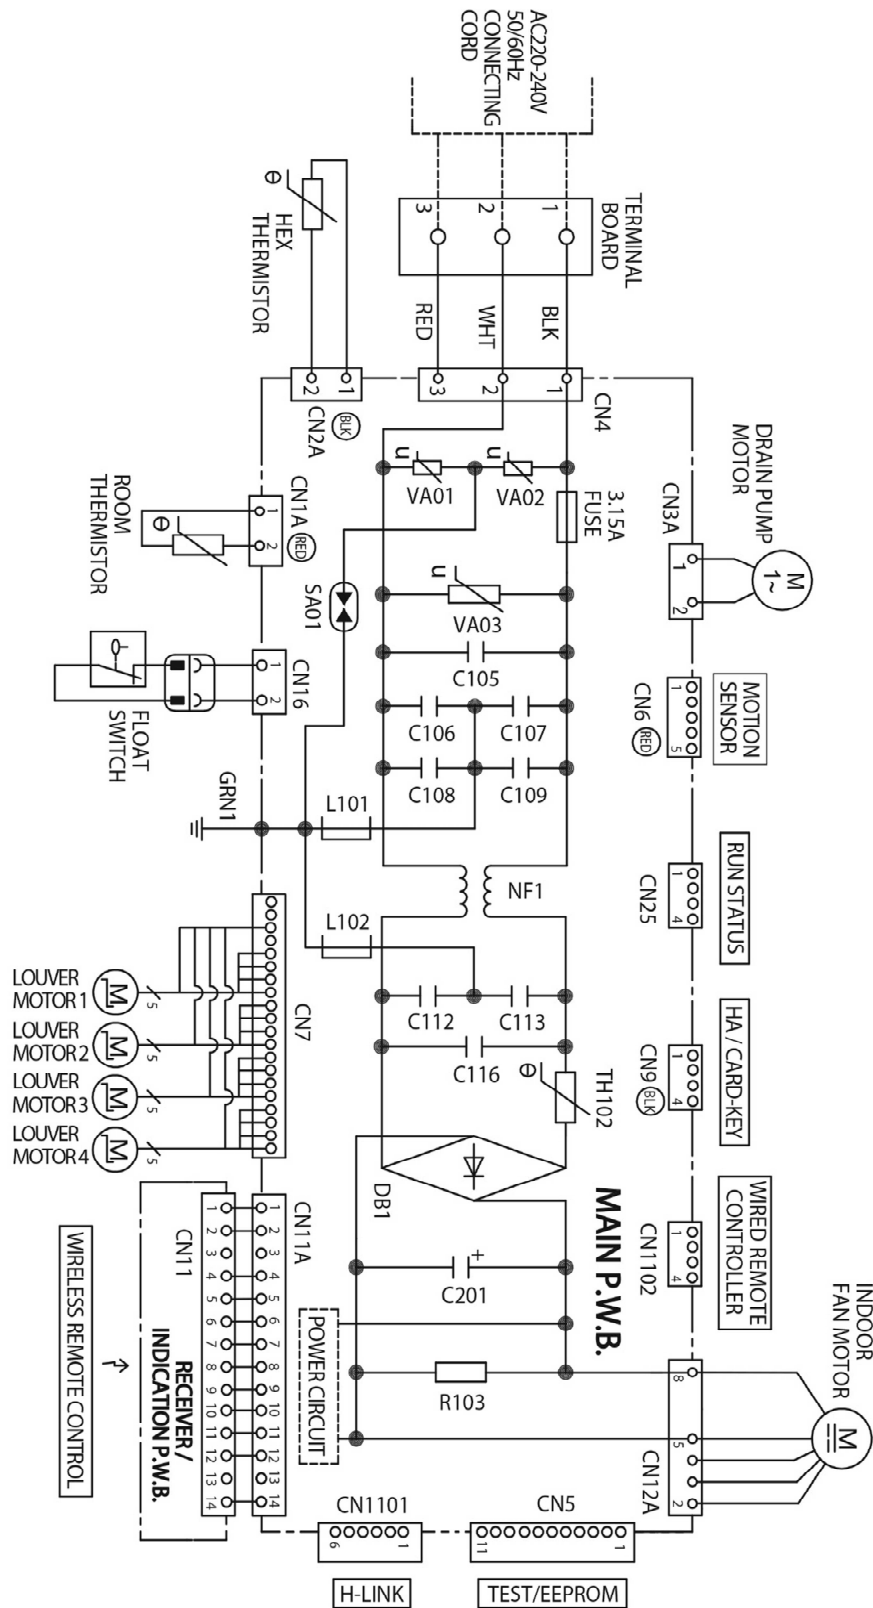 AC220-240V
50/60Hz
CONNECTING
CORD
TERMINAL
BOARD
1
2
3
BLK
WHT
RED
HEX
THERMISTOR
θ
CN2A
BLK
1
2
CN4
1
2
3
DRAIN PUMP
MOTOR
M
1~
CN3A
1
2
3.15A
FUSE
VA01
u
VA02
u
CN1A
RED
1
2
ROOM
THERMISTOR
θ
SA01
VA03
u
C105
C106
C107
C108
C109
MOTION
SENSOR
CN6
RED
1
5
CN16
1
2
FLOAT
SWITCH
GRN1
L101
NF1
L102
RUN STATUS
CN25
1
4
C112
C113
C116
θ
TH102
HA / CARD-KEY
CN9
BLK
1
4
CN7
LOUVER
MOTOR 1
M
5
LOUVER
MOTOR 2
M
5
LOUVER
MOTOR 3
M
5
LOUVER
MOTOR 4
M
5
DB1
MAIN P.W.B.
WIRED REMOTE
CONTROLLER
CN1102
1
4
C201
+
POWER CIRCUIT
R103
INDOOR
FAN MOTOR
M
CN12A
8
5
2
CN11A
1
2
3
4
5
6
7
8
9
10
11
12
13
14
CN11
1
2
3
4
5
6
7
8
9
10
11
12
13
14
RECEIVER /
INDICATION P.W.B.
WIRELESS REMOTE CONTROL
CN1101
6
1
H-LINK
CN5
11
1
TEST/EEPROM